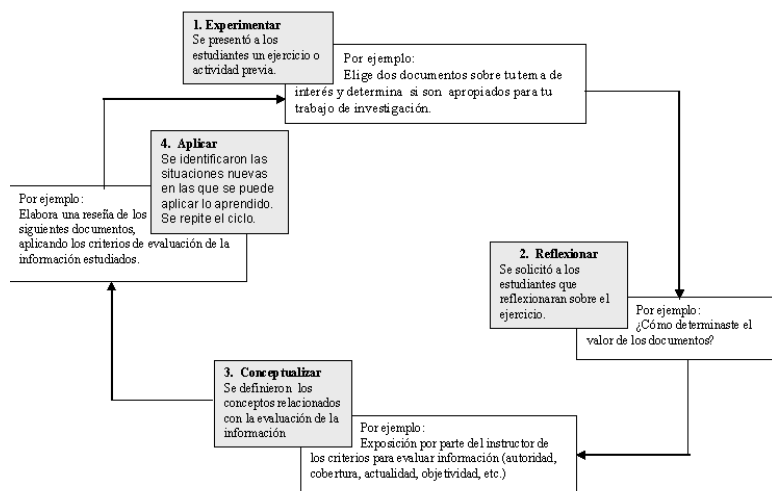 1. Experimentar
Se presentó a los
estudiantes un ejercicio o
actividad previa.
Por ejemplo:
Elige dos documentos sobre tu tema de
interés y determina si son apropiados para tu
trabajo de investigación.
2. Reflexionar
Se solicitó a los
estudiantes que
reflexionaran sobre el
ejercicio.
Por ejemplo:
¿Cómo determinaste el
valor de los documentos?
3. Conceptualizar
Se definieron los
conceptos relacionados
con la evaluación de la
información
Por ejemplo:
Exposición por parte del instructor de
los criterios para evaluar información (autoridad,
cobertura, actualidad, objetividad, etc.)
4. Aplicar
Se identificaron las
situaciones nuevas
en las que se puede
aplicar lo aprendido.
Se repite el ciclo.
Por ejemplo:
Elabora una reseña de los
siguientes documentos,
aplicando los criterios de evaluación de la
información estudiados.